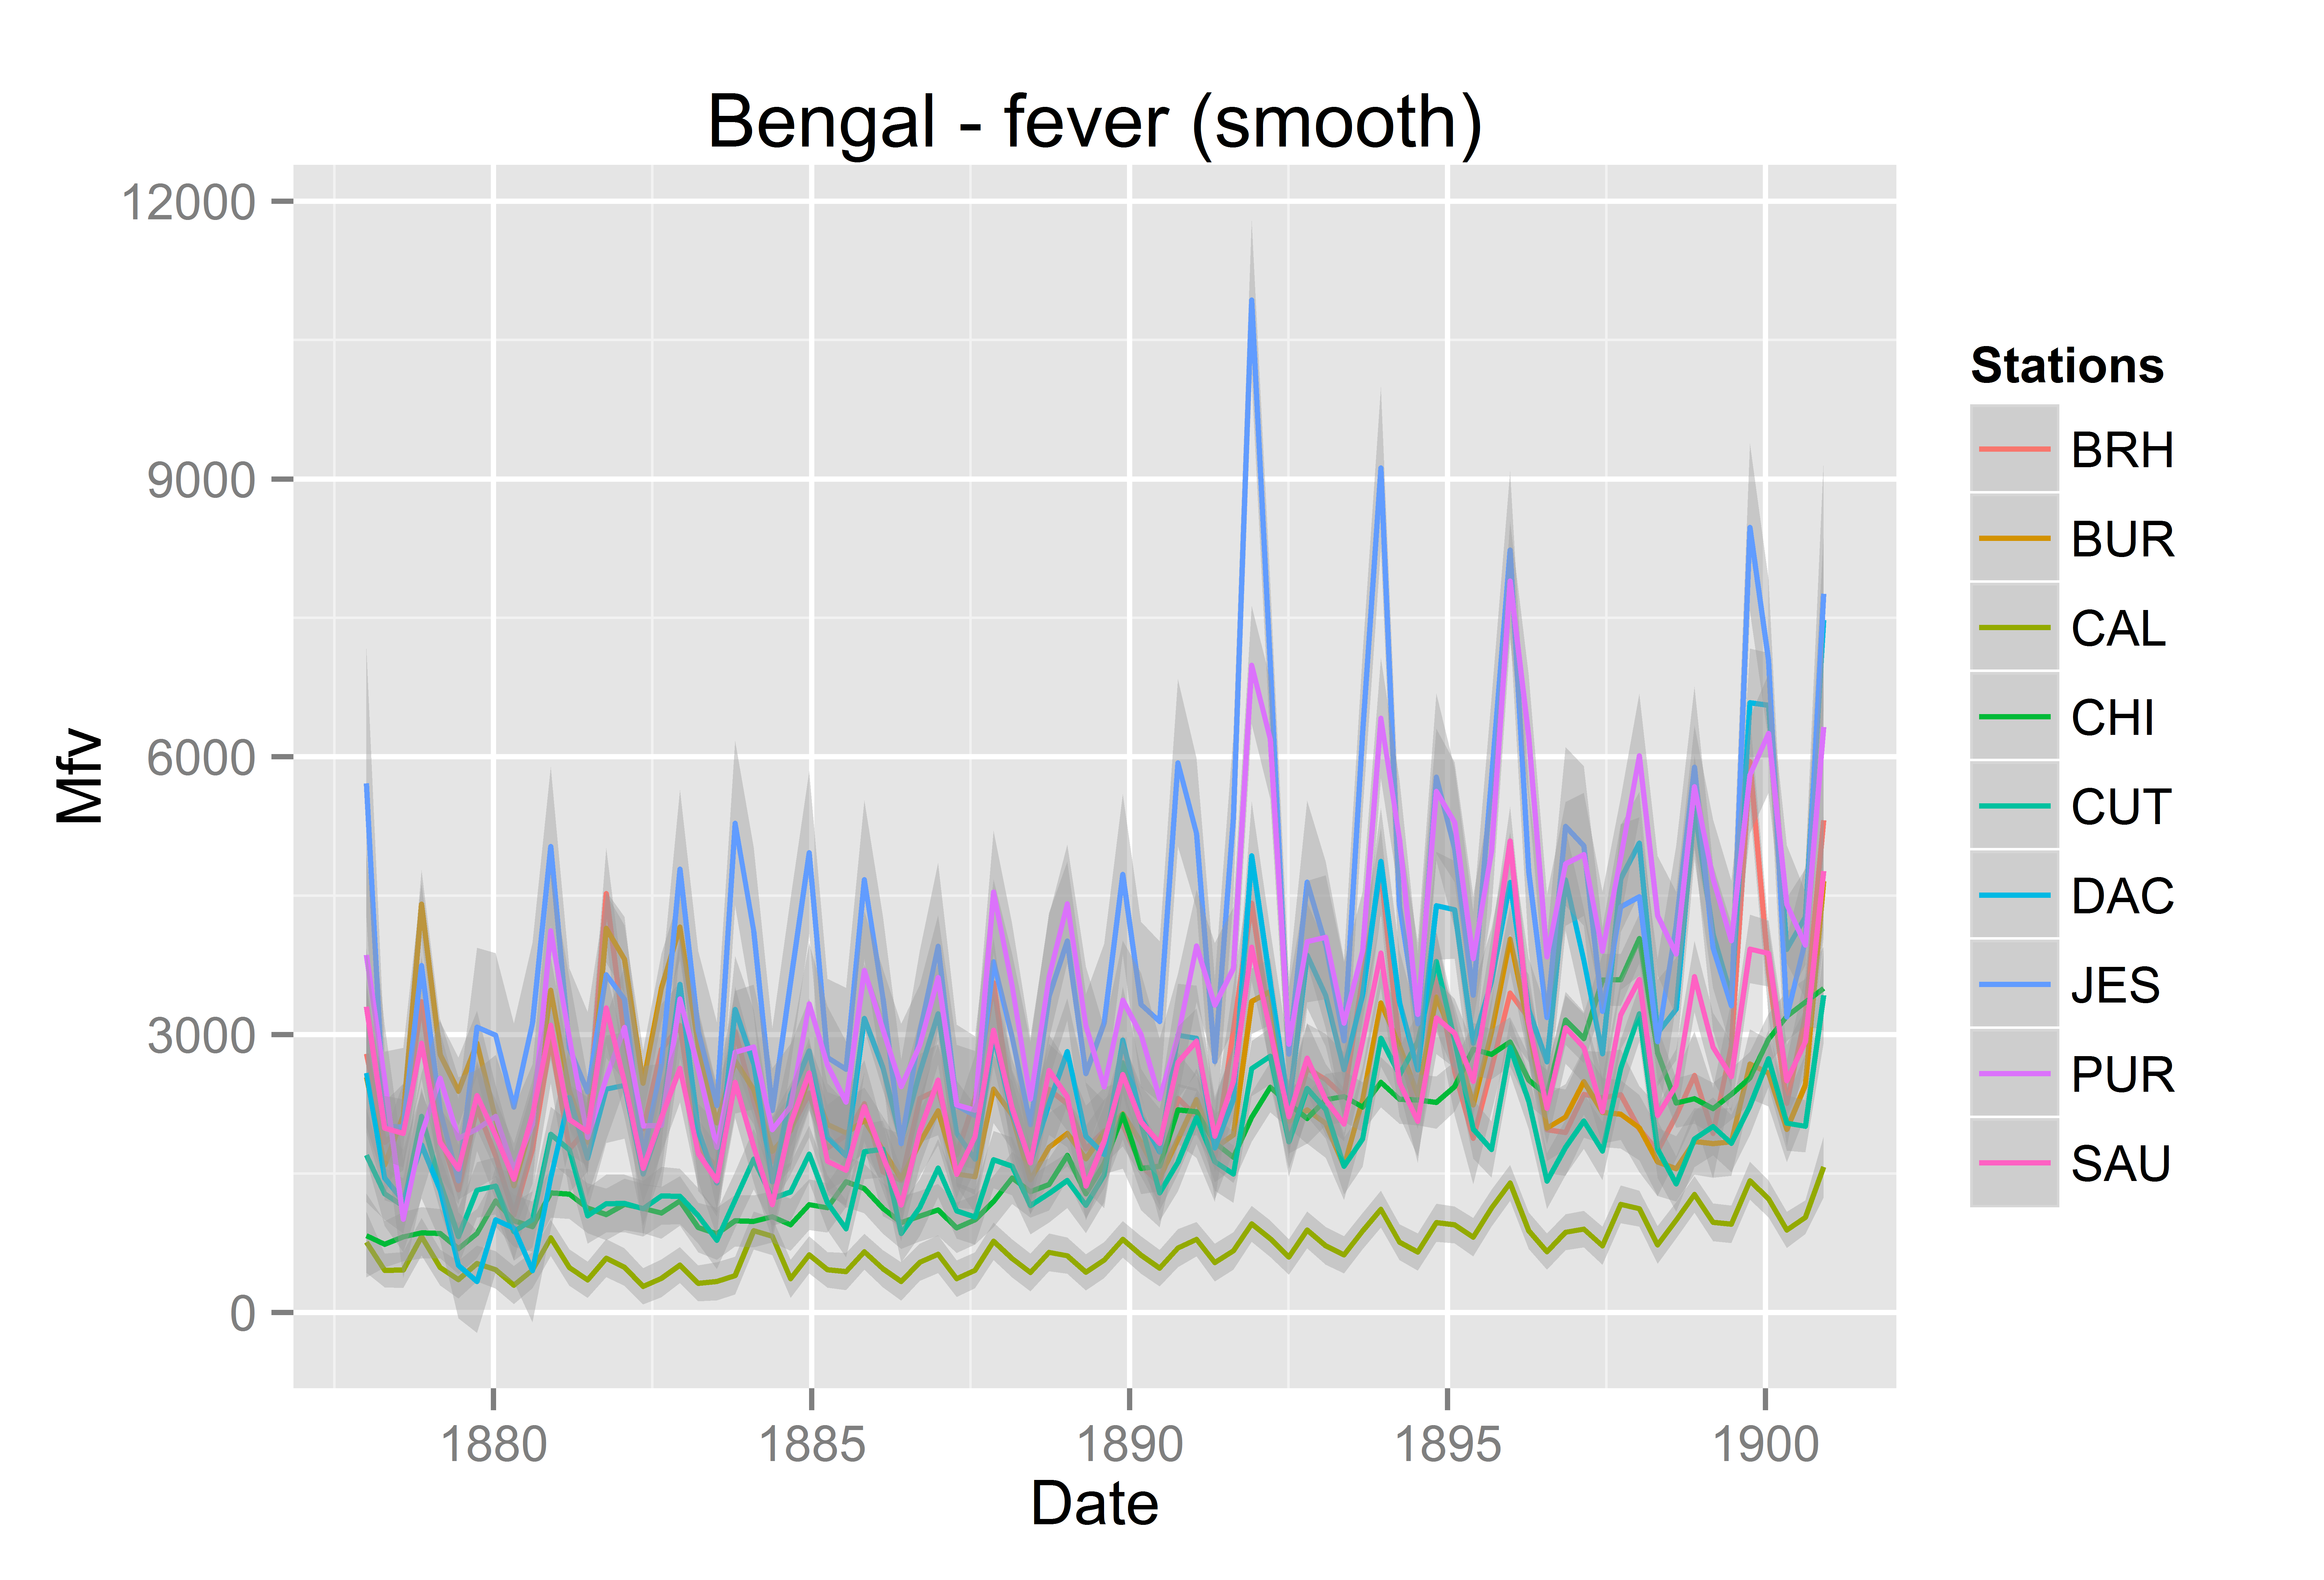 Bengal - fever (smooth)
12000
9000
6000
3000
0
Mfv
1880 1885 1890 1895 1900
Date
Stations
BRH
BUR
CAL
CHI
CUT
DAC
JES
PUR
SAU